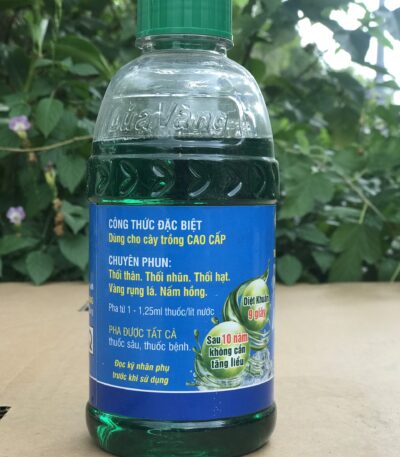 Lúa Vàng
CÔNG THỨC ĐẶC BIỆT
Dùng cho cây trồng CAO CẤP
CHUYÊN PHUN:
Thối thân. Thối nhũn. Thối hạt.
Vàng rụng lá. Nấm hồng.
Pha từ 1 - 1,25ml thuốc/lít nước
PHA ĐƯỢC TẤT CẢ
thuốc sâu, thuốc bệnh.
Đọc kỹ nhãn phụ
trước khi sử dụng
Diệt Khuẩn
9 giây
Sau 10 năm
không cần
tăng liều